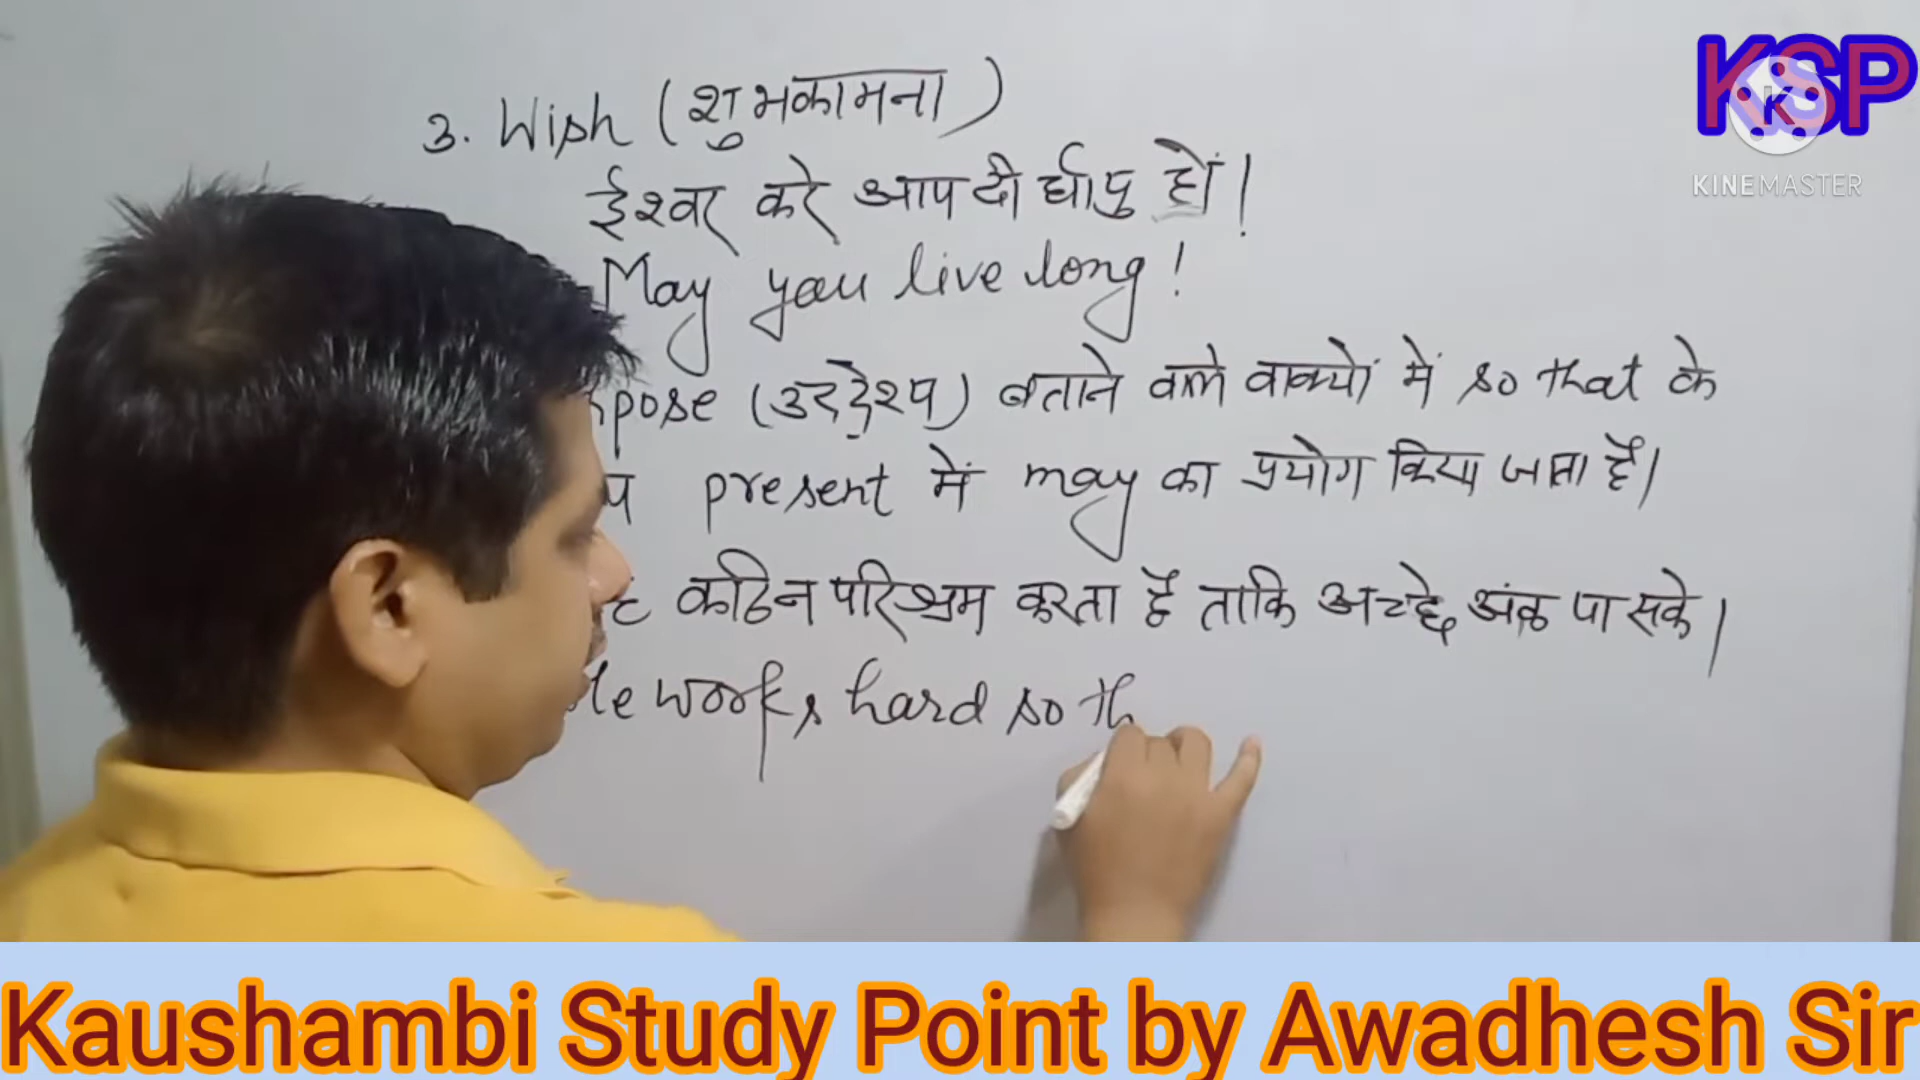 3. Wish (शुभकामना)
ईश्वर करे आप दीर्घायु हों।
May you live long!
pose (उद्देश्य) बताने वाले वाक्यों में so that के
present में may का प्रयोग किया जाता है।
कठिन परिश्रम करता है ताकि अच्छे अंक पा सके।
He works hard so th
KSP
KINEMASTER
Kaushambi Study Point by Awadhesh Sir